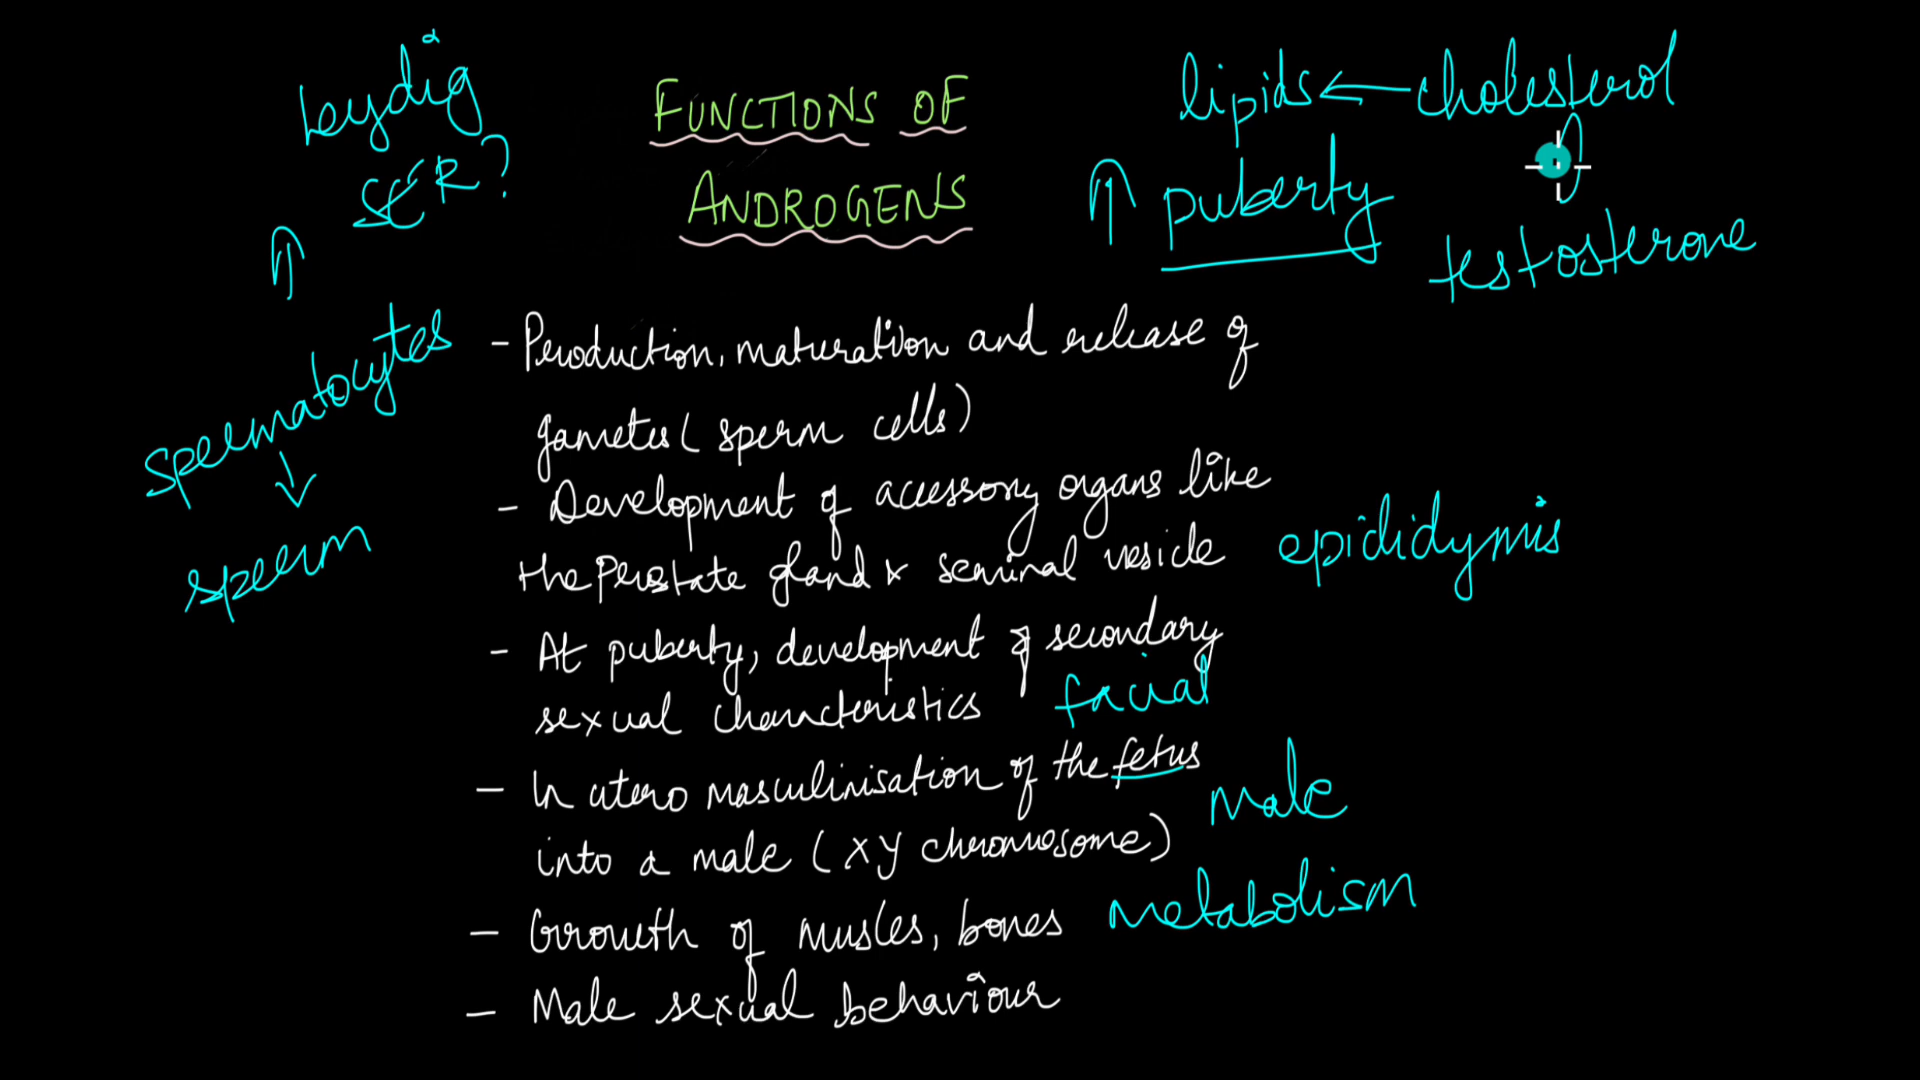 Leydig
SER?
FUNCTIONS OF
ANDROGENS
lipids ← cholesterol
↑ puberty
testosterone
↑
spermatocytes
↓
sperm
- Production, maturation and release of
gametes (sperm cells)
- Development of accessory organs like
the Prostate gland & seminal vesicle
epididymis
- At puberty, development of secondary
sexual characteristics
facial
- In utero masculinisation of the fetus
into a male (XY chromosome)
Male
- Growth of muscles, bones
metabolism
- Male sexual behaviour